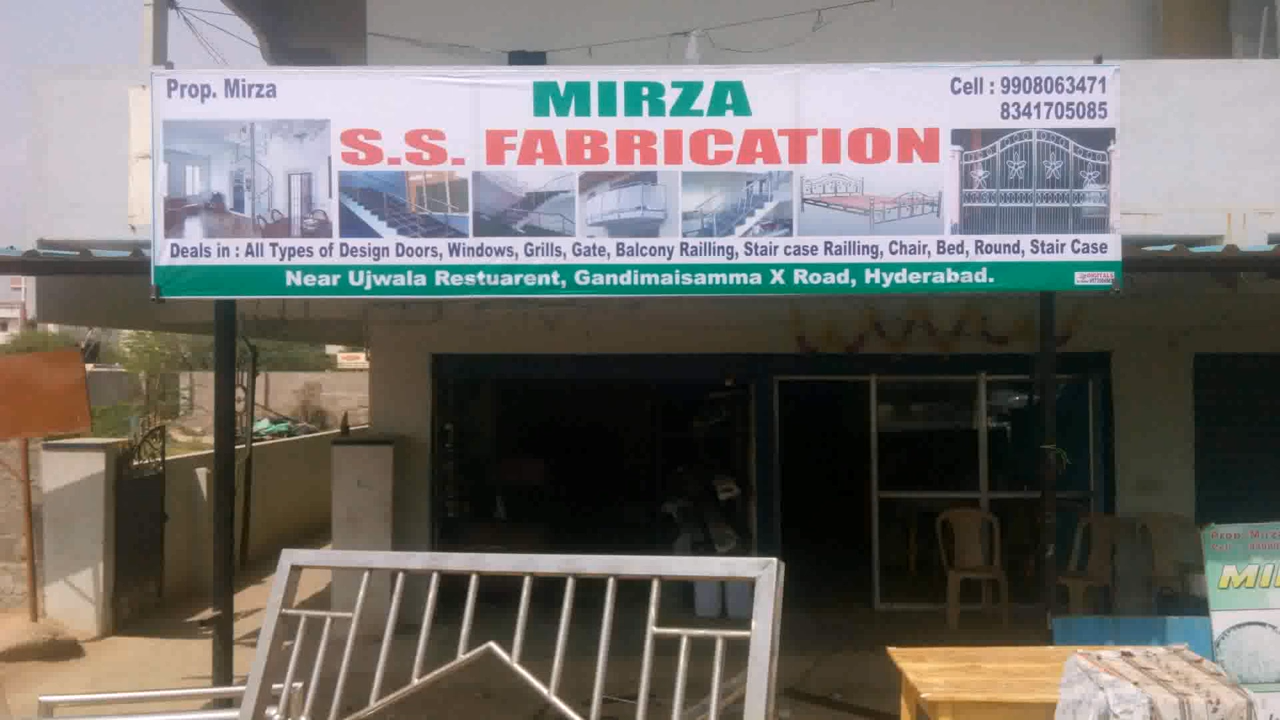 Prop. Mirza
MIRZA
Cell : 9908063471
8341705085
S.S. FABRICATION
Deals in : All Types of Design Doors, Windows, Grills, Gate, Balcony Railling, Stair case Railling, Chair, Bed, Round, Stair Case
Near Ujwala Restuarent, Gandimaisamma X Road, Hyderabad.